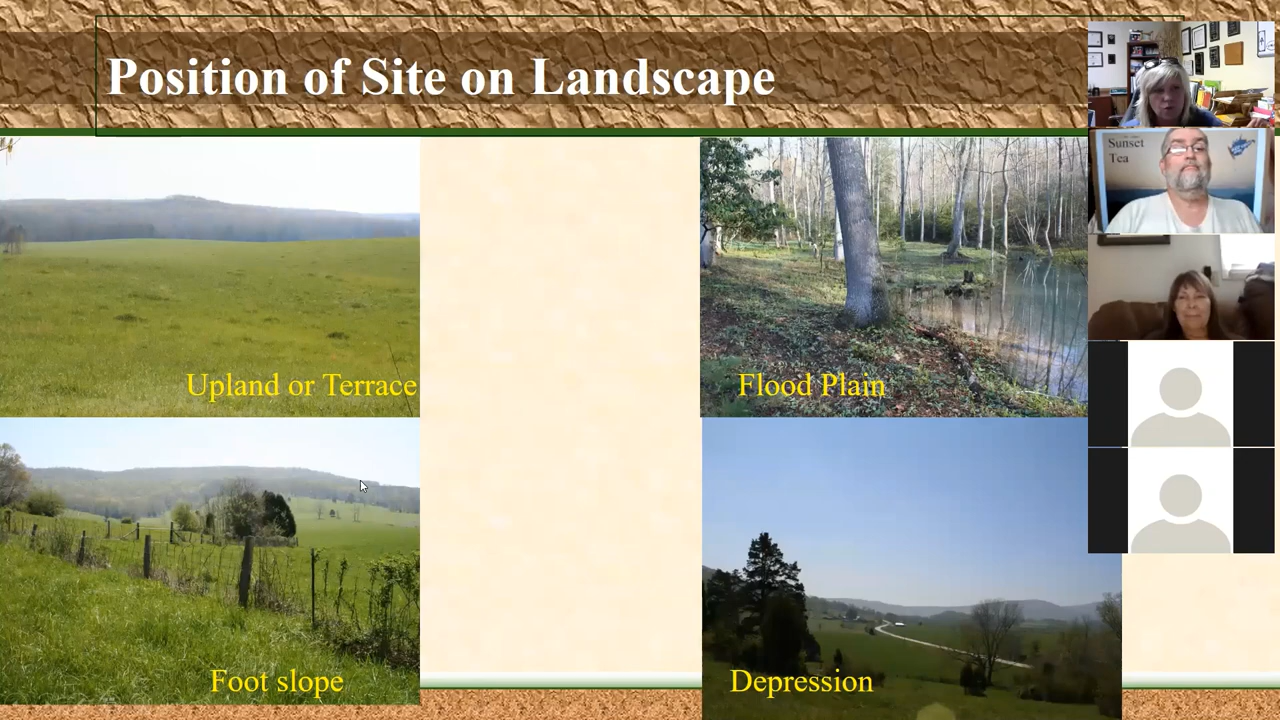 Position of Site on Landscape
Sunset
Tea
Upland or Terrace
Flood Plain
Foot slope
Depression